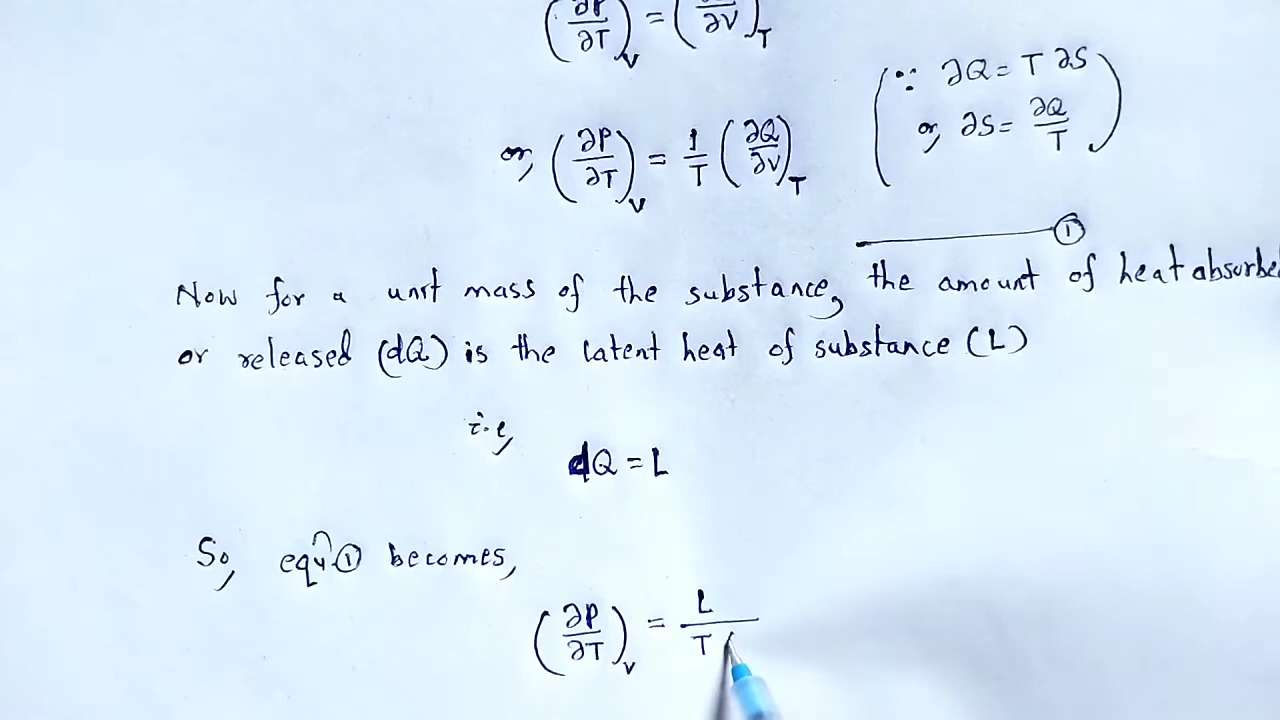 (∂P/∂T)_V = (∂V)_T
(∵ ∂Q = T ∂S
or, (∂P/∂T)_V = 1/T (∂Q/∂V)_T or, ∂S = ∂Q/T)
①
Now for a unit mass of the substance, the amount of heat absorbed
or released (dQ) is the latent heat of substance (L)
i.e,
dQ = L
So, eqn ① becomes,
(∂P/∂T)_V = L/T (